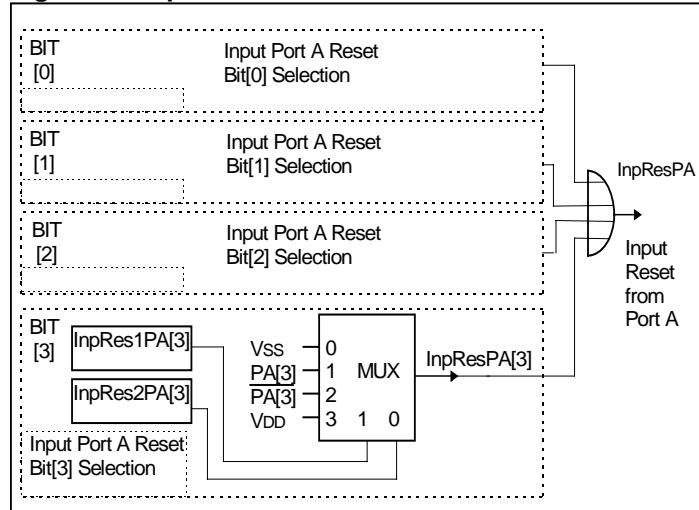 BIT
[0]
Input Port A Reset
Bit[0] Selection
BIT
[1]
Input Port A Reset
Bit[1] Selection
BIT
[2]
Input Port A Reset
Bit[2] Selection
InpResPA
Input
Reset
from
Port A
BIT
[3]
InpRes1PA[3]
InpRes2PA[3]
Input Port A Reset
Bit[3] Selection
VSS 0
PA[3] 1 MUX
PA[3] 2
VDD 3 1 0
InpResPA[3]